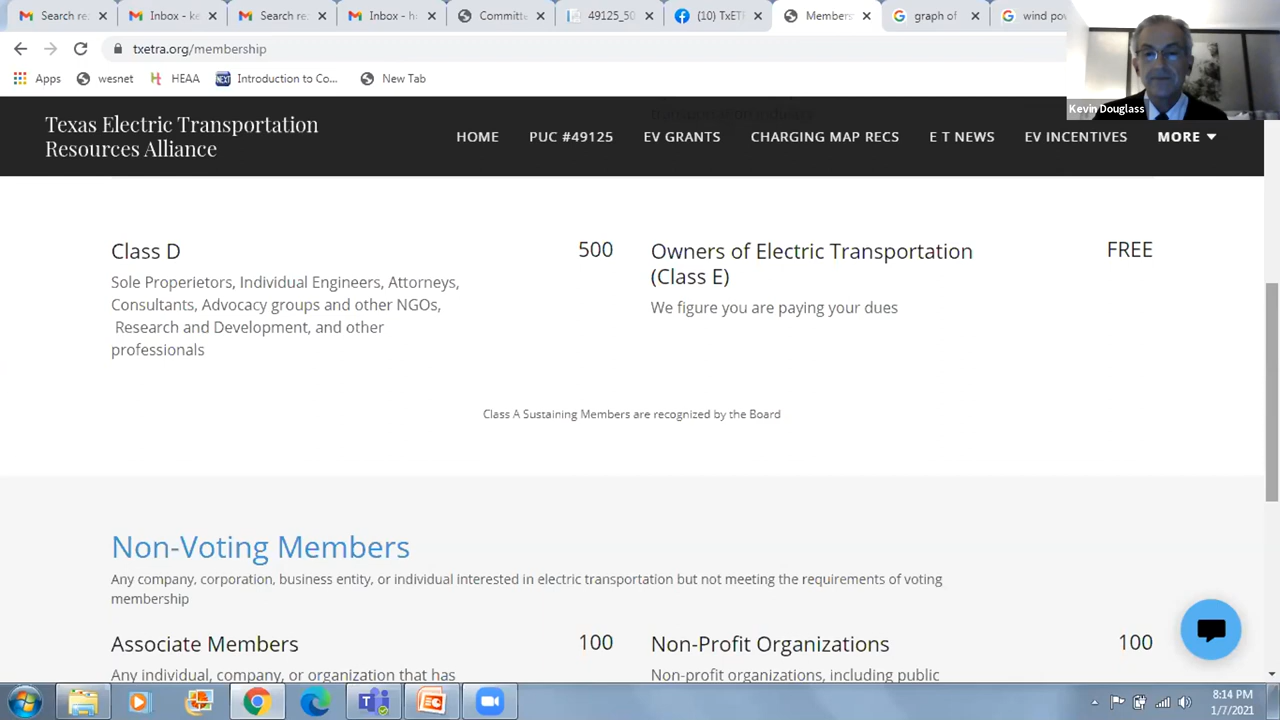 Search re
Inbox - ke
Search re
Inbox - ha
Committe
49125_50
(10) TxETR
Members
graph of
wind pov
txetra.org/membership
Apps
wesnet
HEAA
Introduction to Co...
New Tab
Kevin Douglass
Texas Electric Transportation
Resources Alliance
HOME
PUC #49125
EV GRANTS
CHARGING MAP RECS
E T NEWS
EV INCENTIVES
MORE
Class D
500
Sole Properietors, Individual Engineers, Attorneys,
Consultants, Advocacy groups and other NGOs,
Research and Development, and other
professionals
Owners of Electric Transportation
(Class E)
FREE
We figure you are paying your dues
Class A Sustaining Members are recognized by the Board
Non-Voting Members
Any company, corporation, business entity, or individual interested in electric transportation but not meeting the requirements of voting
membership
Associate Members
100
Any individual, company, or organization that has
Non-Profit Organizations
100
Non-profit organizations, including public
8:14 PM
1/7/2021